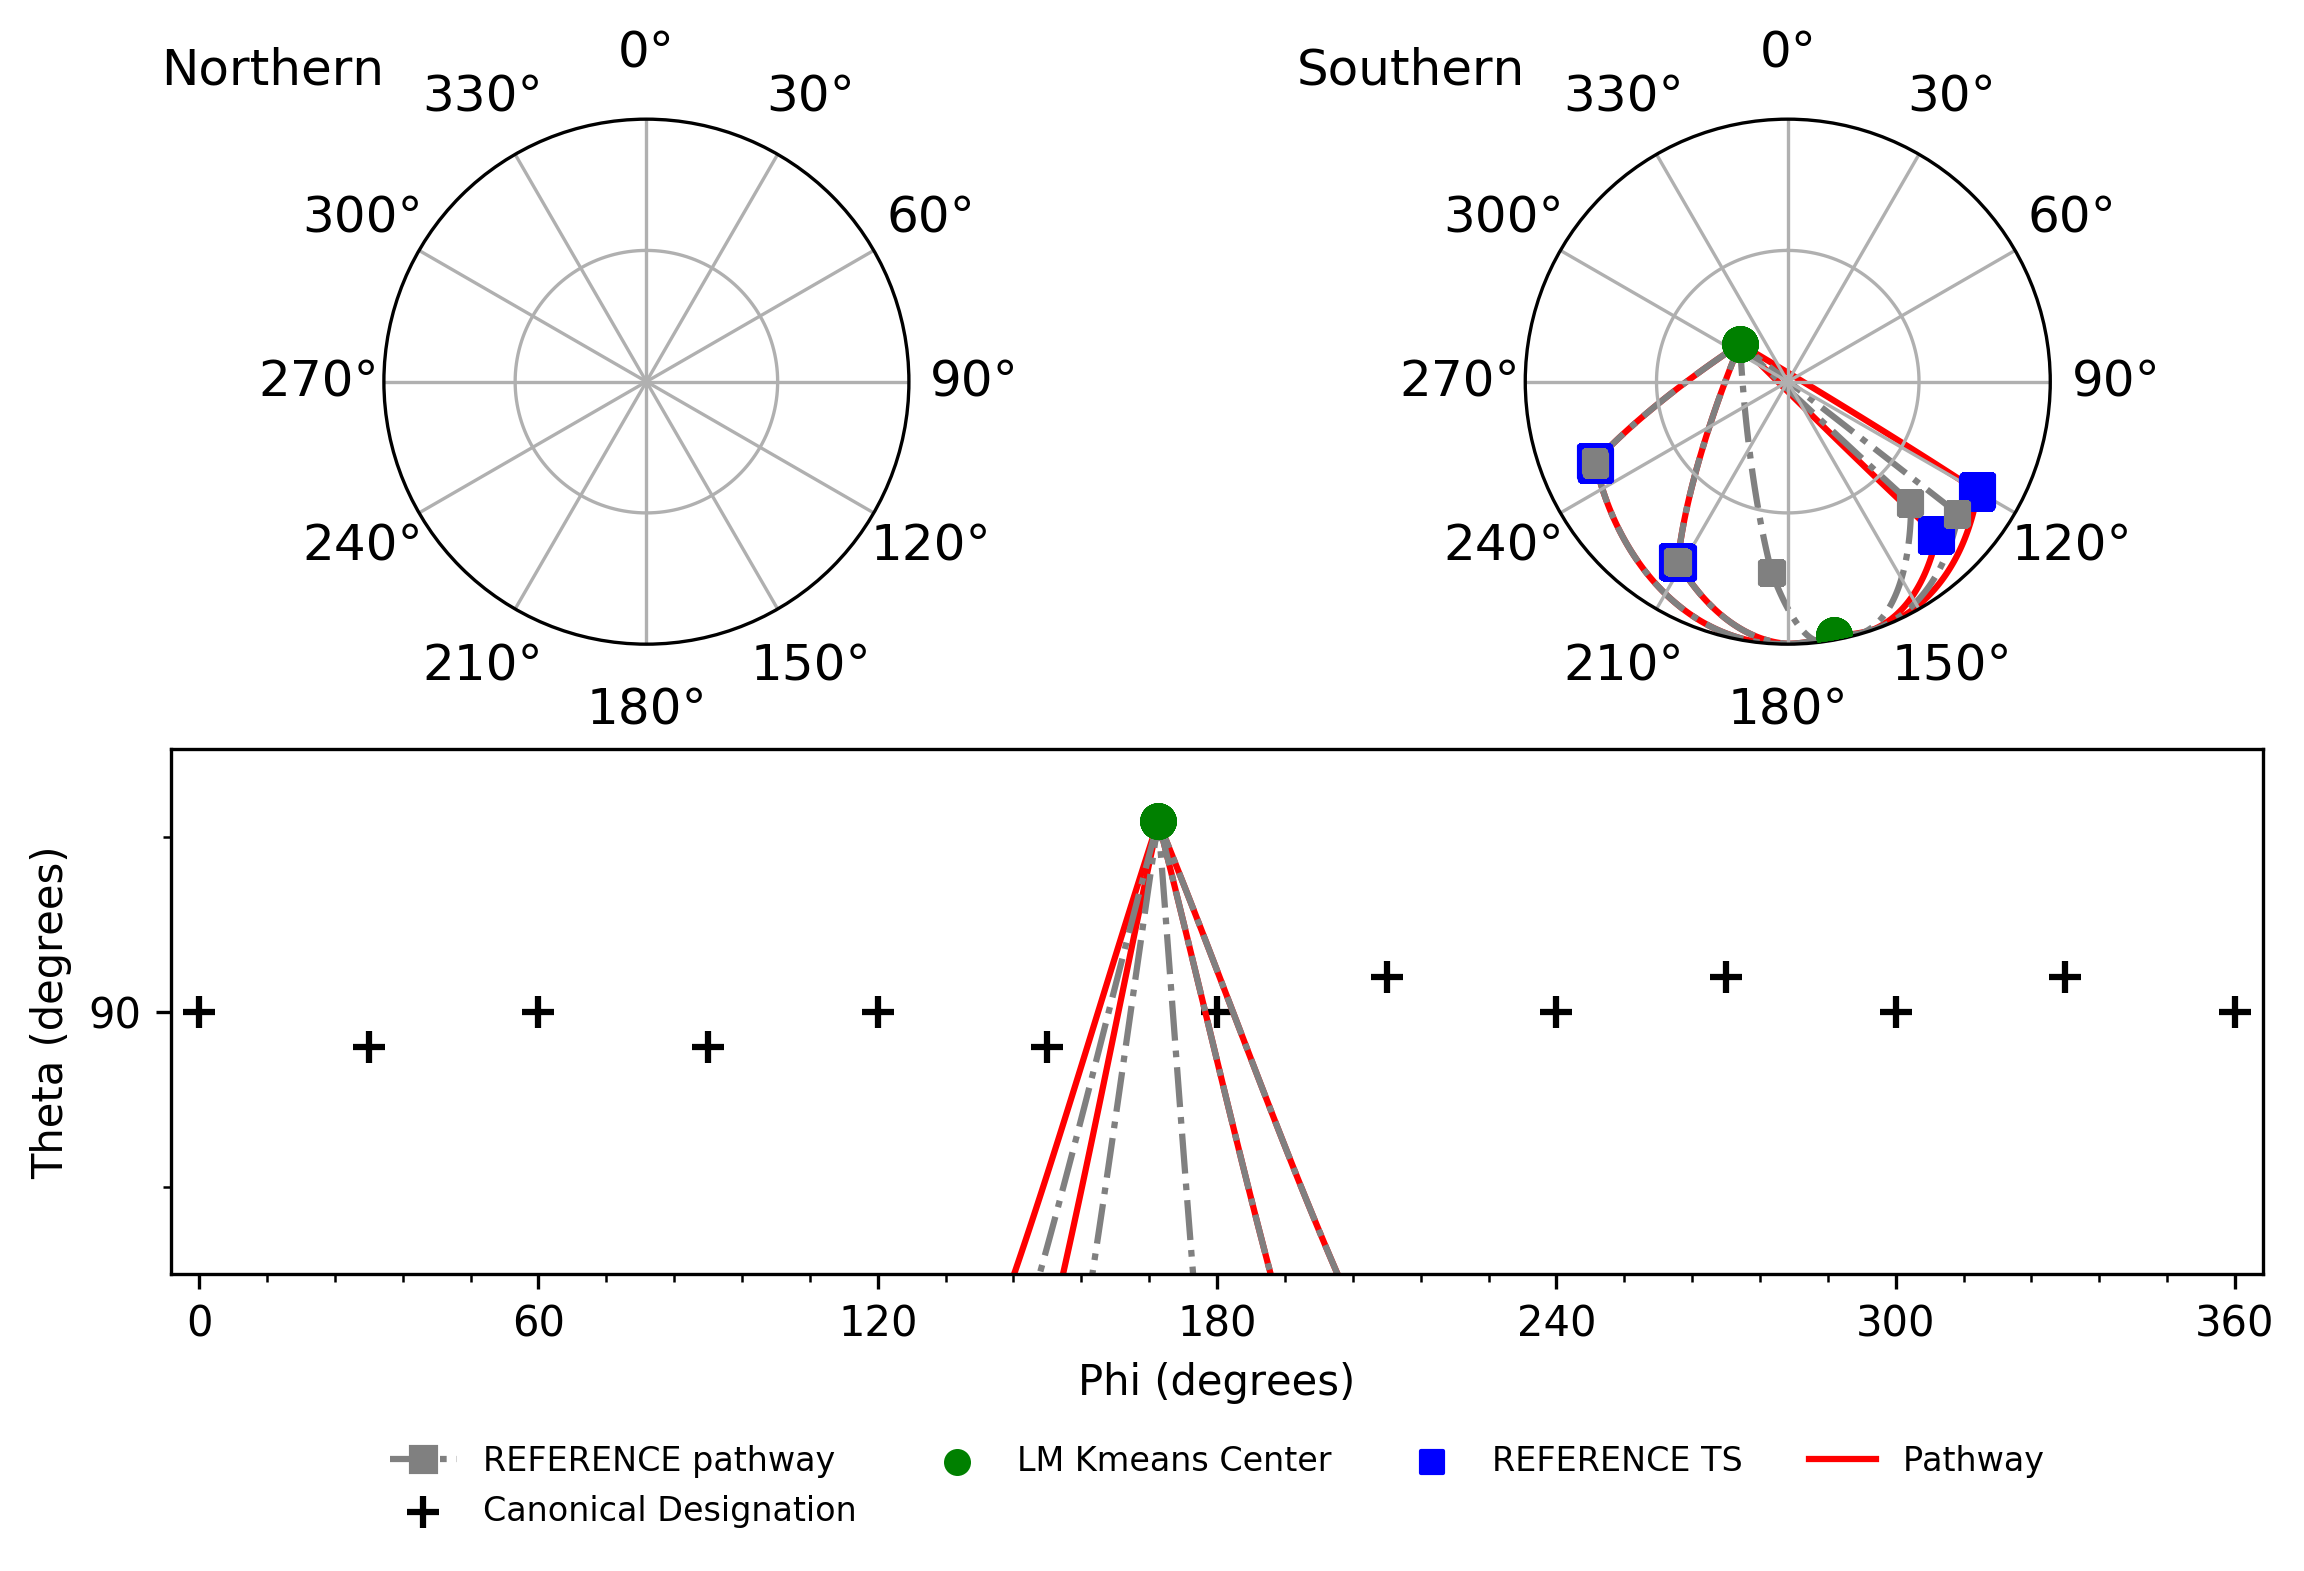 Northern
0°
30°
60°
90°
120°
150°
180°
210°
240°
270°
300°
330°
Southern
0°
30°
60°
90°
120°
150°
180°
210°
240°
270°
300°
330°
Theta (degrees)
90
0 60 120 180 240 300 360
Phi (degrees)
REFERENCE pathway
Canonical Designation
LM Kmeans Center
REFERENCE TS
Pathway